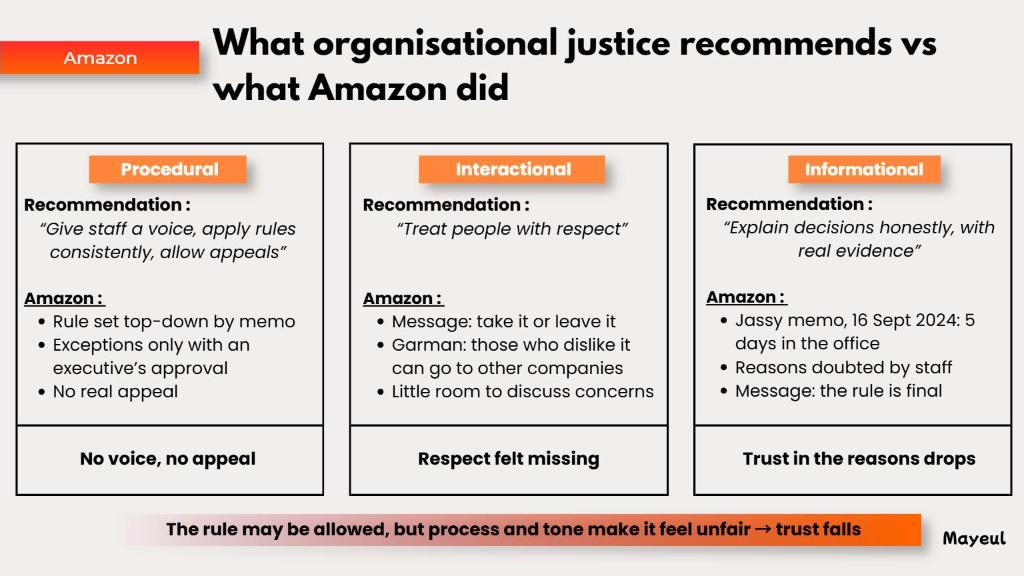 Amazon
What organisational justice recommends vs
what Amazon did
Procedural
Recommendation :
“Give staff a voice, apply rules
consistently, allow appeals”
Amazon :
• Rule set top-down by memo
• Exceptions only with an
executive’s approval
• No real appeal
No voice, no appeal
Interactional
Recommendation :
“Treat people with respect”
Amazon :
• Message: take it or leave it
• Garman: those who dislike it
can go to other companies
• Little room to discuss concerns
Respect felt missing
Informational
Recommendation :
“Explain decisions honestly, with
real evidence”
Amazon :
• Jassy memo, 16 Sept 2024: 5
days in the office
• Reasons doubted by staff
• Message: the rule is final
Trust in the reasons drops
The rule may be allowed, but process and tone make it feel unfair → trust falls
Mayeul